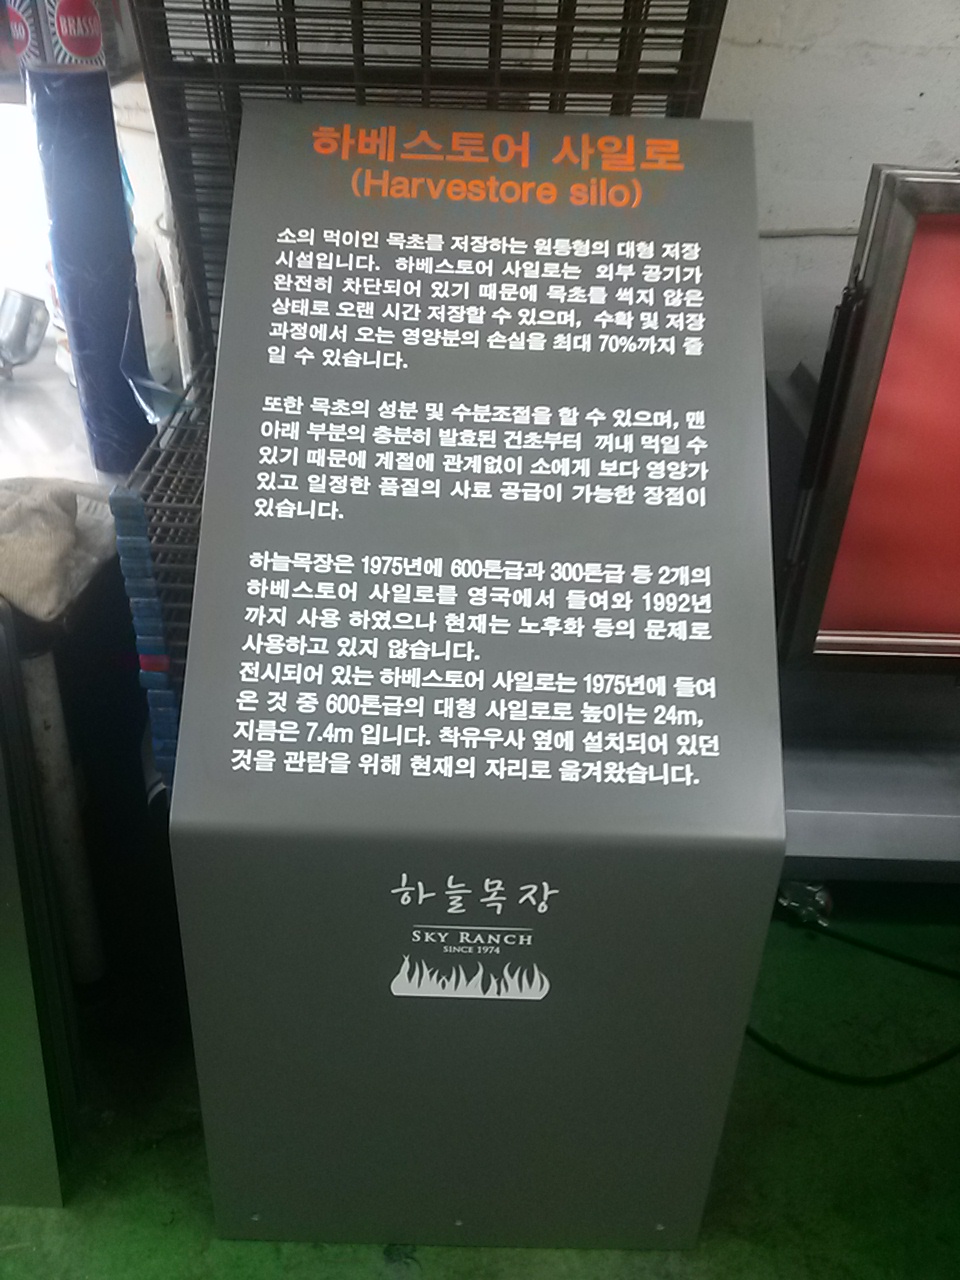 BRASSO
하베스토어 사일로
(Harvestore silo)
소의 먹이인 목초를 저장하는 원통형의 대형 저장
시설입니다. 하베스토어 사일로는 외부 공기가
완전히 차단되어 있기 때문에 목초를 썩지 않은
상태로 오랜 시간 저장할 수 있으며, 수확 및 저장
과정에서 오는 영양분의 손실을 최대 70%까지 줄
일 수 있습니다.
또한 목초의 성분 및 수분조절을 할 수 있으며, 맨
아래 부분의 충분히 발효된 건초부터 꺼내 먹일 수
있기 때문에 계절에 관계없이 소에게 보다 영양가
있고 일정한 품질의 사료 공급이 가능한 장점이
있습니다.
하늘목장은 1975년에 600톤급과 300톤급 등 2개의
하베스토어 사일로를 영국에서 들여와 1992년
까지 사용 하였으나 현재는 노후화 등의 문제로
사용하고 있지 않습니다.
전시되어 있는 하베스토어 사일로는 1975년에 들여
온 것 중 600톤급의 대형 사일로로 높이는 24m,
지름은 7.4m 입니다. 착유우사 옆에 설치되어 있던
것을 관람을 위해 현재의 자리로 옮겨왔습니다.
하늘목장
SKY RANCH
SINCE 1974